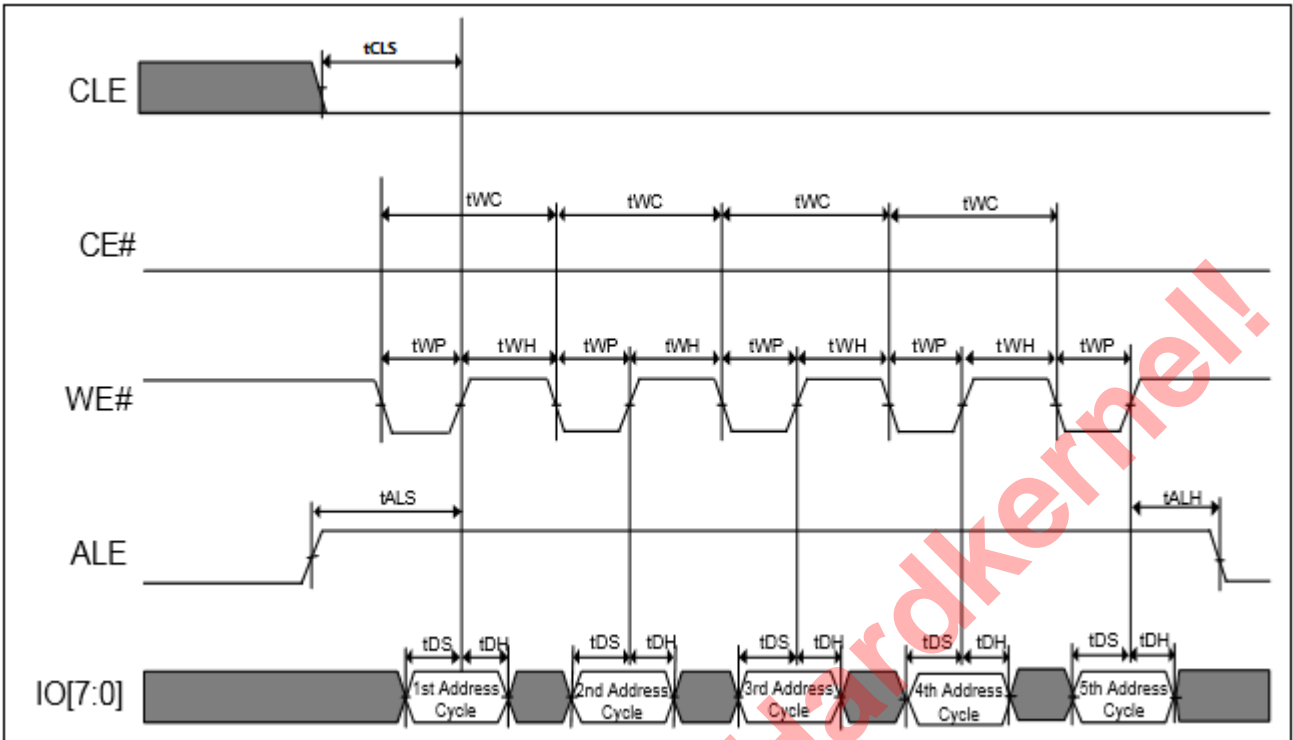 tCLS
CLE
tWC tWC tWC tWC
CE#
tWP tWH tWP tWH tWP tWH tWP tWH tWP
WE#
tALS tALH
ALE
tDS tDH tDS tDH tDS tDH tDS tDH tDS tDH
IO[7:0]
1st Address Cycle
2nd Address Cycle
3rd Address Cycle
4th Address Cycle
5th Address Cycle
Hardkernel!